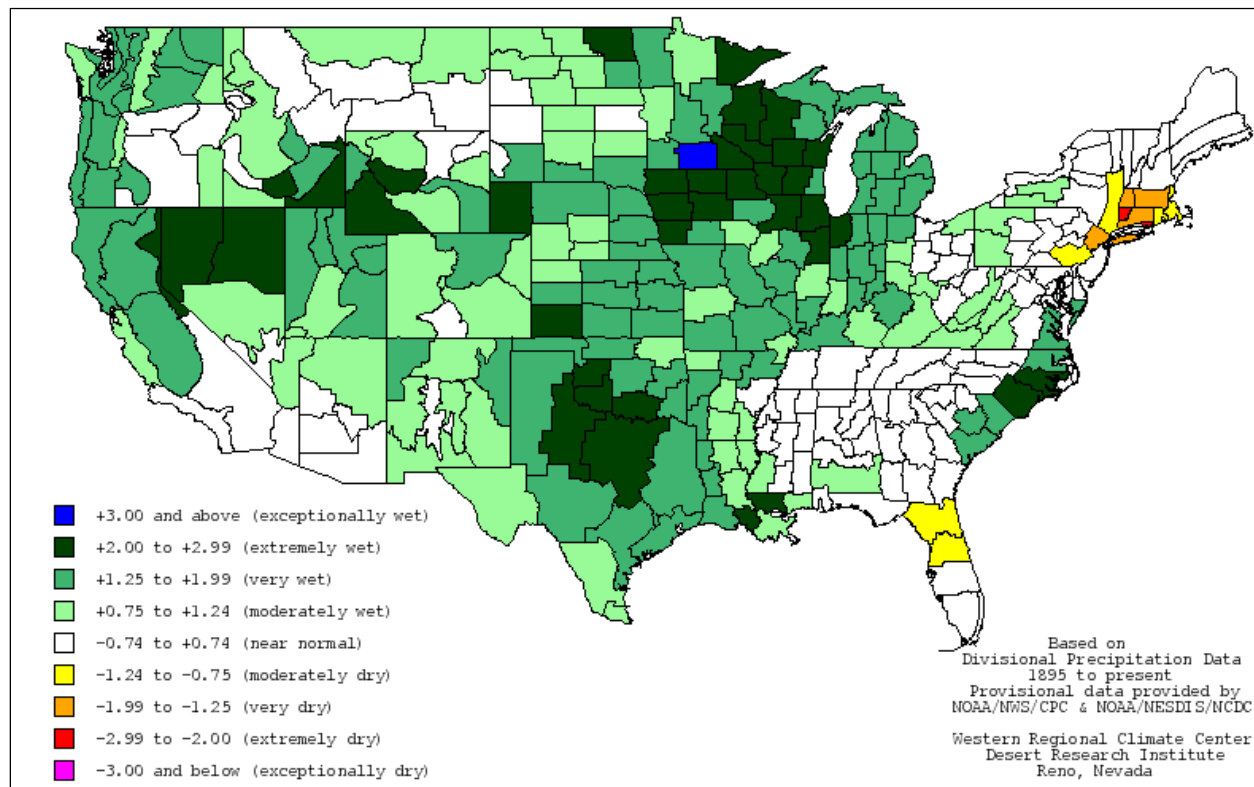 +3.00 and above (exceptionally wet)
+2.00 to +2.99 (extremely wet)
+1.25 to +1.99 (very wet)
+0.75 to +1.24 (moderately wet)
-0.74 to +0.74 (near normal)
-1.24 to -0.75 (moderately dry)
-1.99 to -1.25 (very dry)
-2.99 to -2.00 (extremely dry)
-3.00 and below (exceptionally dry)
Based on
Divisional Precipitation Data
1895 to present
Provisional data provided by
NOAA/NWS/CPC & NOAA/NESDIS/NCDC
Western Regional Climate Center
Desert Research Institute
Reno, Nevada